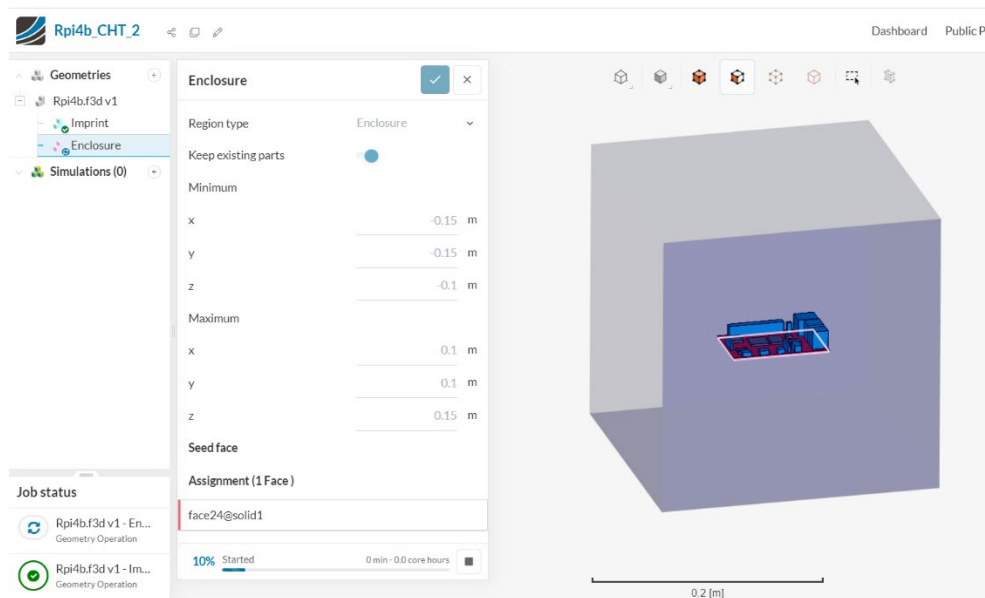 Rpi4b_CHT_2
Dashboard Public P
Geometries
Rpi4b.f3d v1
Imprint
Enclosure
Simulations (0)
Enclosure
Region type Enclosure
Keep existing parts
Minimum
x -0.15 m
y -0.15 m
z -0.1 m
Maximum
x 0.1 m
y 0.1 m
z 0.15 m
Seed face
Assignment (1 Face )
face24@solid1
10% Started 0 min - 0.0 core hours
Job status
Rpi4b.f3d v1 - En...
Geometry Operation
Rpi4b.f3d v1 - Im...
Geometry Operation
0.2 [m]